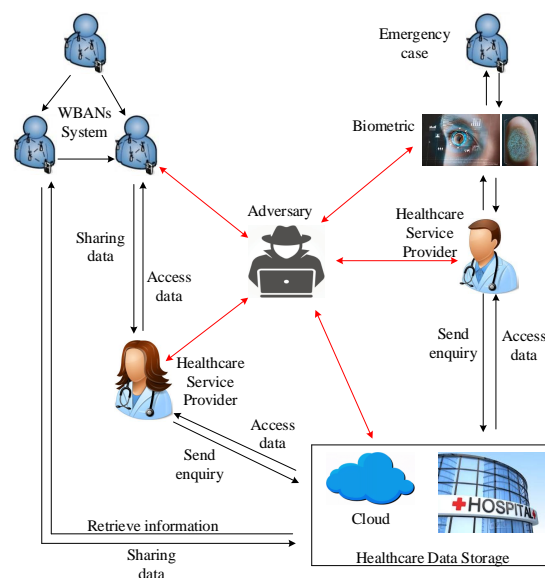 Emergency
case
WBANs
System
Biometric
Adversary
Healthcare
Service
Provider
Sharing
data
Access
data
Send
enquiry
Access
data
Healthcare
Service
Provider
Access
data
Send
enquiry
HOSPITAL
Cloud
Retrieve information
Sharing
data
Healthcare Data Storage